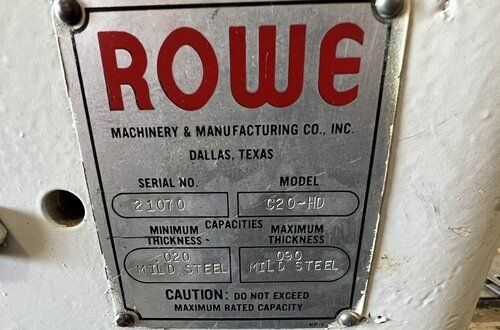 ROWE
MACHINERY & MANUFACTURING CO., INC.
DALLAS, TEXAS
SERIAL NO. MODEL
21070 C20-HD
CAPACITIES
MINIMUM THICKNESS - MAXIMUM THICKNESS
.020 MILD STEEL 090 MILD STEEL
CAUTION: DO NOT EXCEED
MAXIMUM RATED CAPACITY